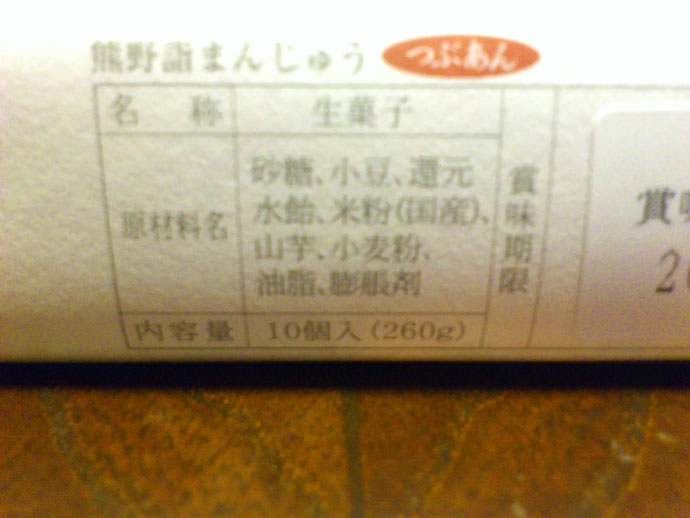 熊野詣まんじゅう つぶあん
名 称 生菓子
原材料名
砂糖、小豆、還元
水飴、米粉(国産)、
山芋、小麦粉、
油脂、膨脹剤
賞味期限
内容量 10個入(260g)
賞
2